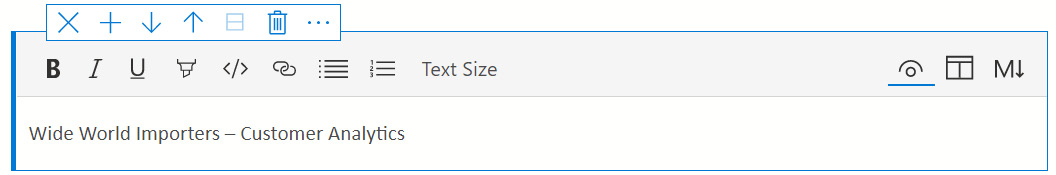 B I U </> Text Size M↓
Wide World Importers – Customer Analytics